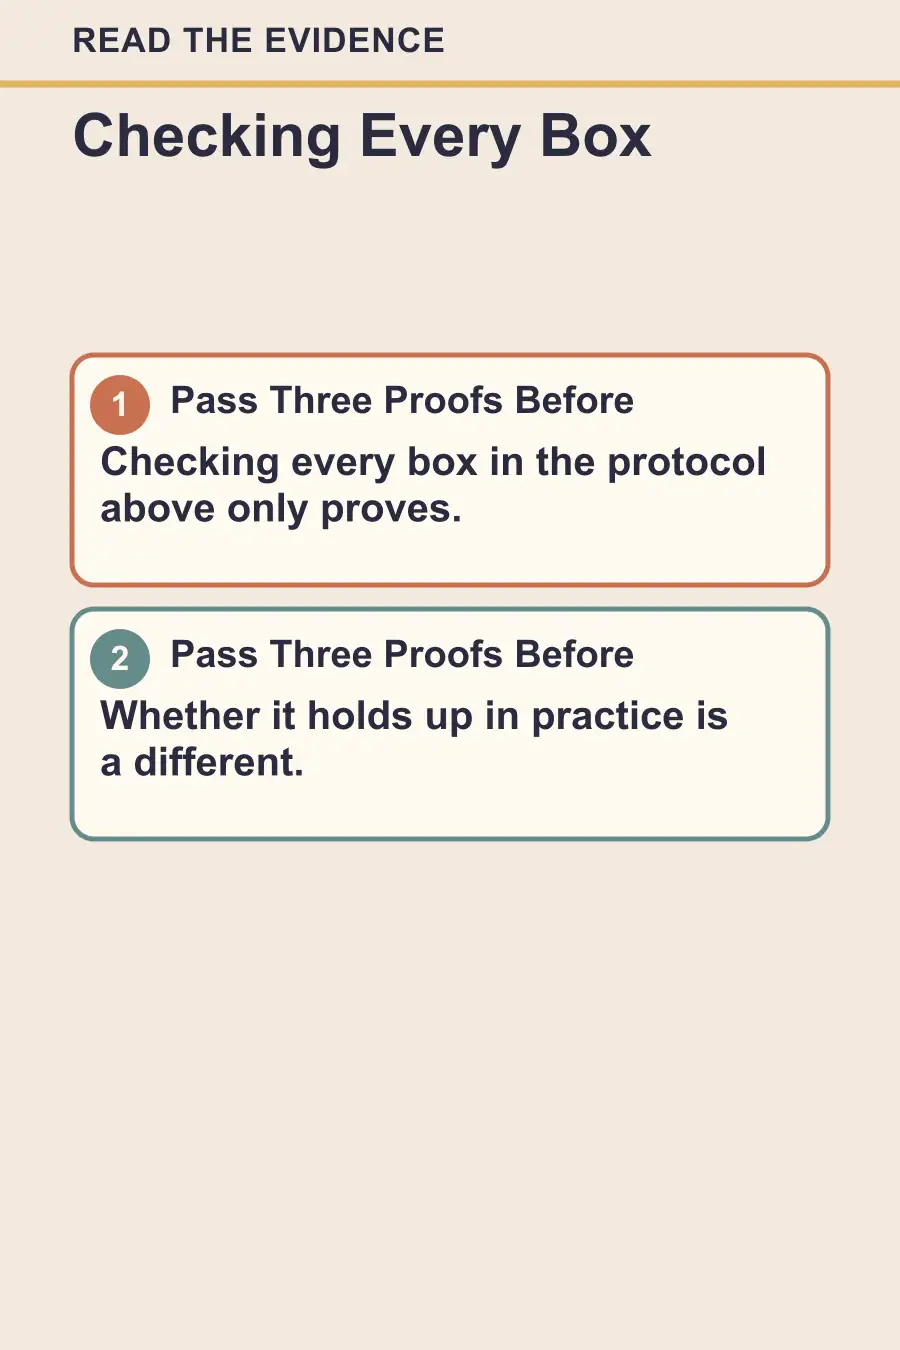 READ THE EVIDENCE
Checking Every Box
1 Pass Three Proofs Before
Checking every box in the protocol
above only proves.
2 Pass Three Proofs Before
Whether it holds up in practice is
a different.